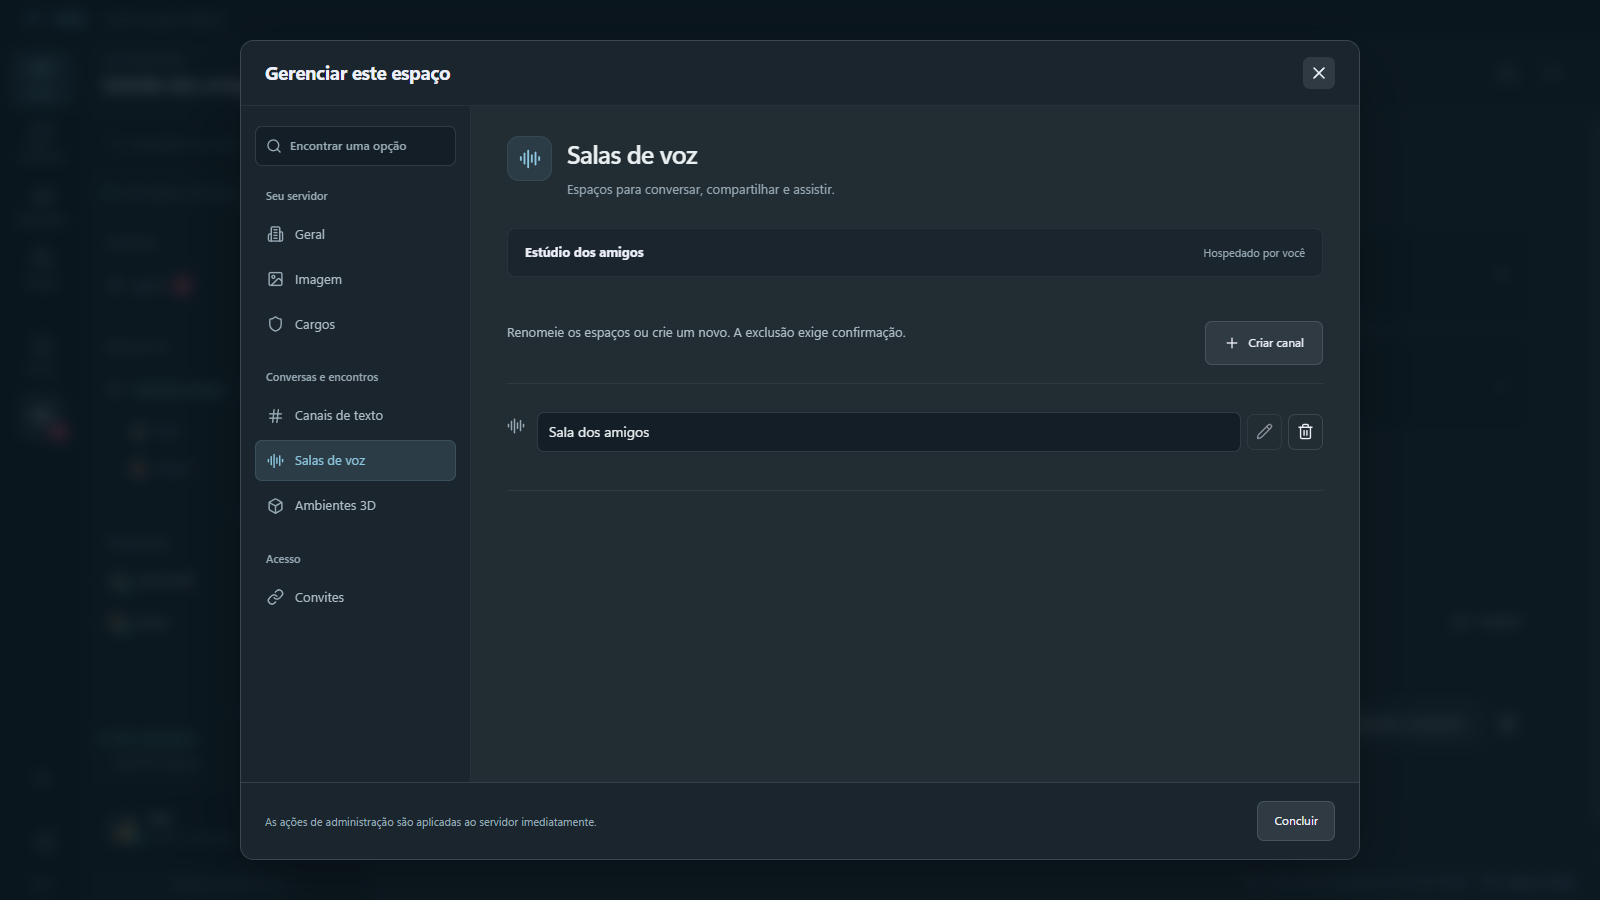 Gerenciar este espaço
Encontrar uma opção
Seu servidor
Geral
Imagem
Cargos
Conversas e encontros
Canais de texto
Salas de voz
Ambientes 3D
Acesso
Convites
Salas de voz
Espaços para conversar, compartilhar e assistir.
Estúdio dos amigos
Hospedado por você
Renomeie os espaços ou crie um novo. A exclusão exige confirmação.
Criar canal
Sala dos amigos
As ações de administração são aplicadas ao servidor imediatamente.
Concluir